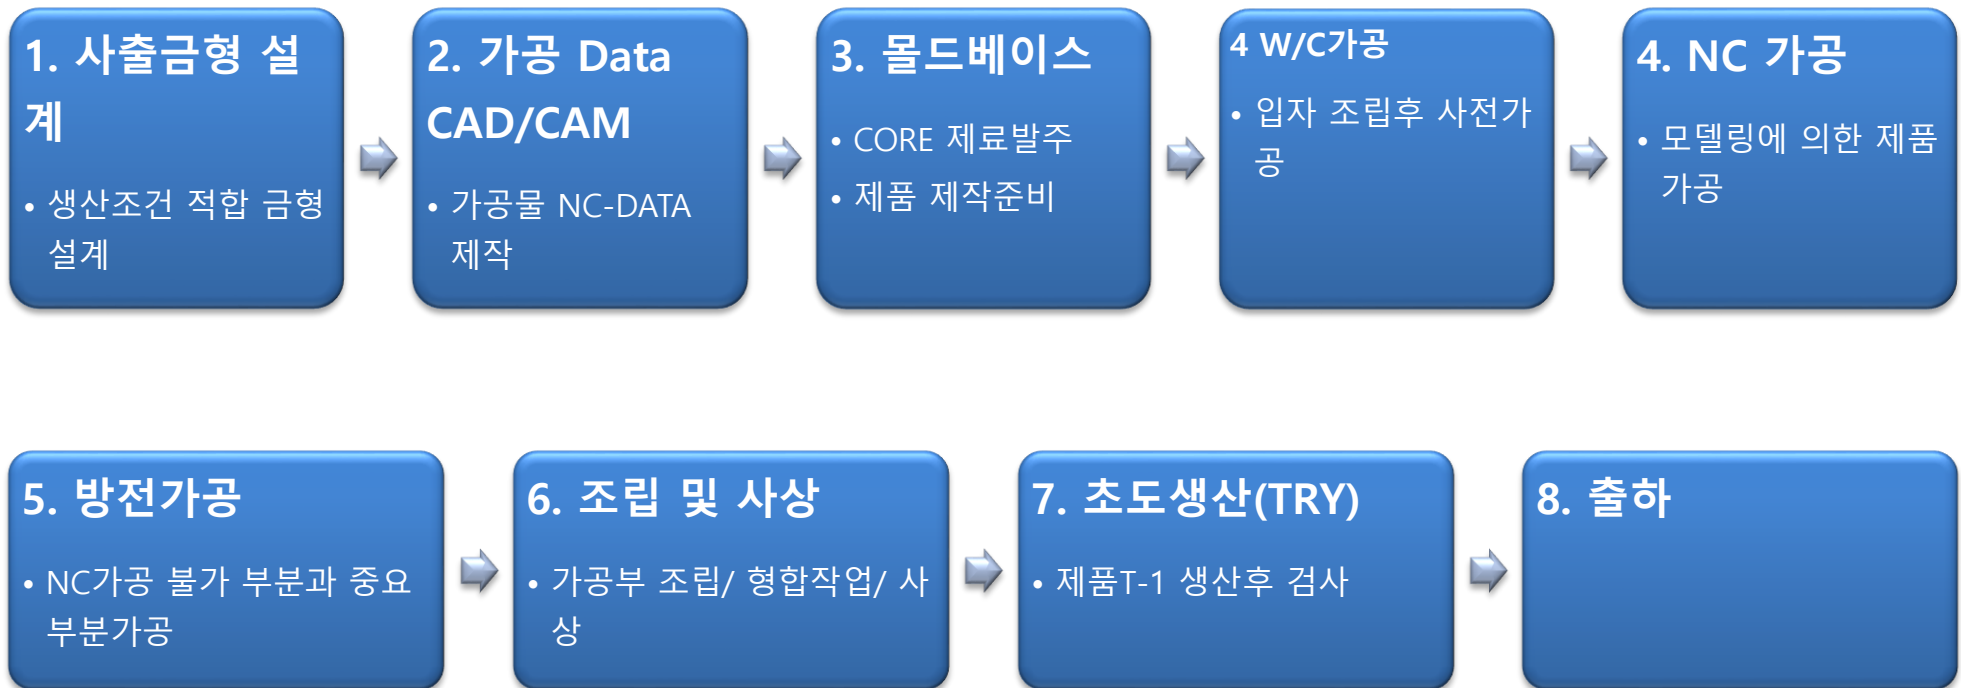 1. 사출금형 설
계
• 생산조건 적합 금형
설계
2. 가공 Data
CAD/CAM
• 가공물 NC-DATA
제작
3. 몰드베이스
• CORE 제료발주
• 제품 제작준비
4 W/C가공
• 입자 조립후 사전가
공
4. NC 가공
• 모델링에 의한 제품
가공
5. 방전가공
• NC가공 불가 부분과 중요
부분가공
6. 조립 및 사상
• 가공부 조립/ 형합작업/ 사
상
7. 초도생산(TRY)
• 제품T-1 생산후 검사
8. 출하